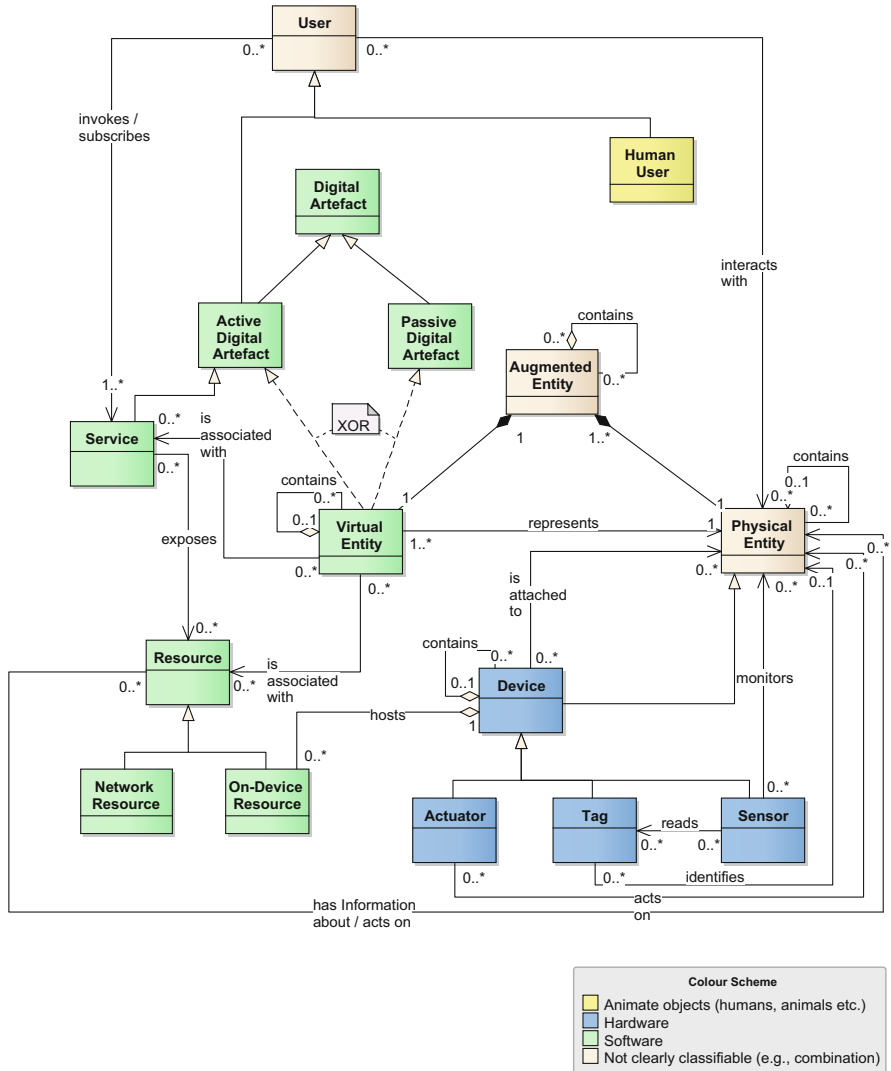 User
0..*
0..*
invokes /
subscribes
Human
User
Digital
Artefact
interacts
with
Active
Digital
Artefact
Passive
Digital
Artefact
contains
0..*
Augmented
Entity
0..*
1..*
0..*
is
associated
with
XOR
1
1..*
Service
0..*
contains
0..1
0..*
0..*
contains
0..*
0..1
Virtual
Entity
1
1
represents
1..*
1
Physical
Entity
exposes
0..*
0..*
0..*
is
attached
to
0..*
0..*
0..1
0..*
0..*
0..*
Resource
0..*
0..*
is
associated
with
contains
0..*
0..*
0..1
Device
monitors
hosts
1
0..*
Network
Resource
On-Device
Resource
0..*
Actuator
Tag
Sensor
reads
0..*
0..*
0..*
0..*
identifies
acts
on
has Information
about / acts on
Colour Scheme
Animate objects (humans, animals etc.)
Hardware
Software
Not clearly classifiable (e.g., combination)